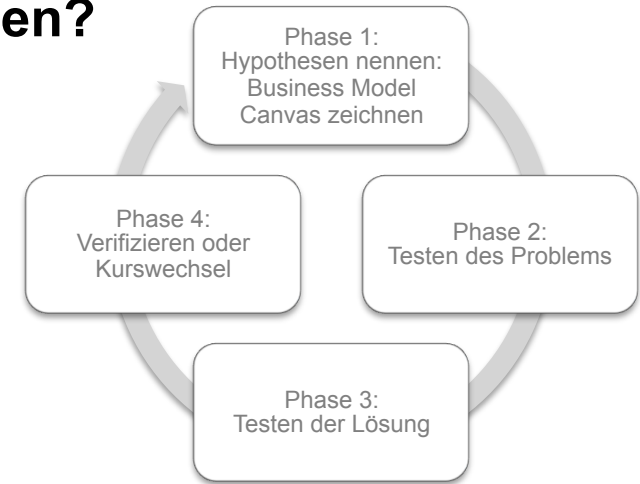 en?
Phase 1:
Hypothesen nennen:
Business Model
Canvas zeichnen
Phase 2:
Testen des Problems
Phase 3:
Testen der Lösung
Phase 4:
Verifizieren oder
Kurswechsel